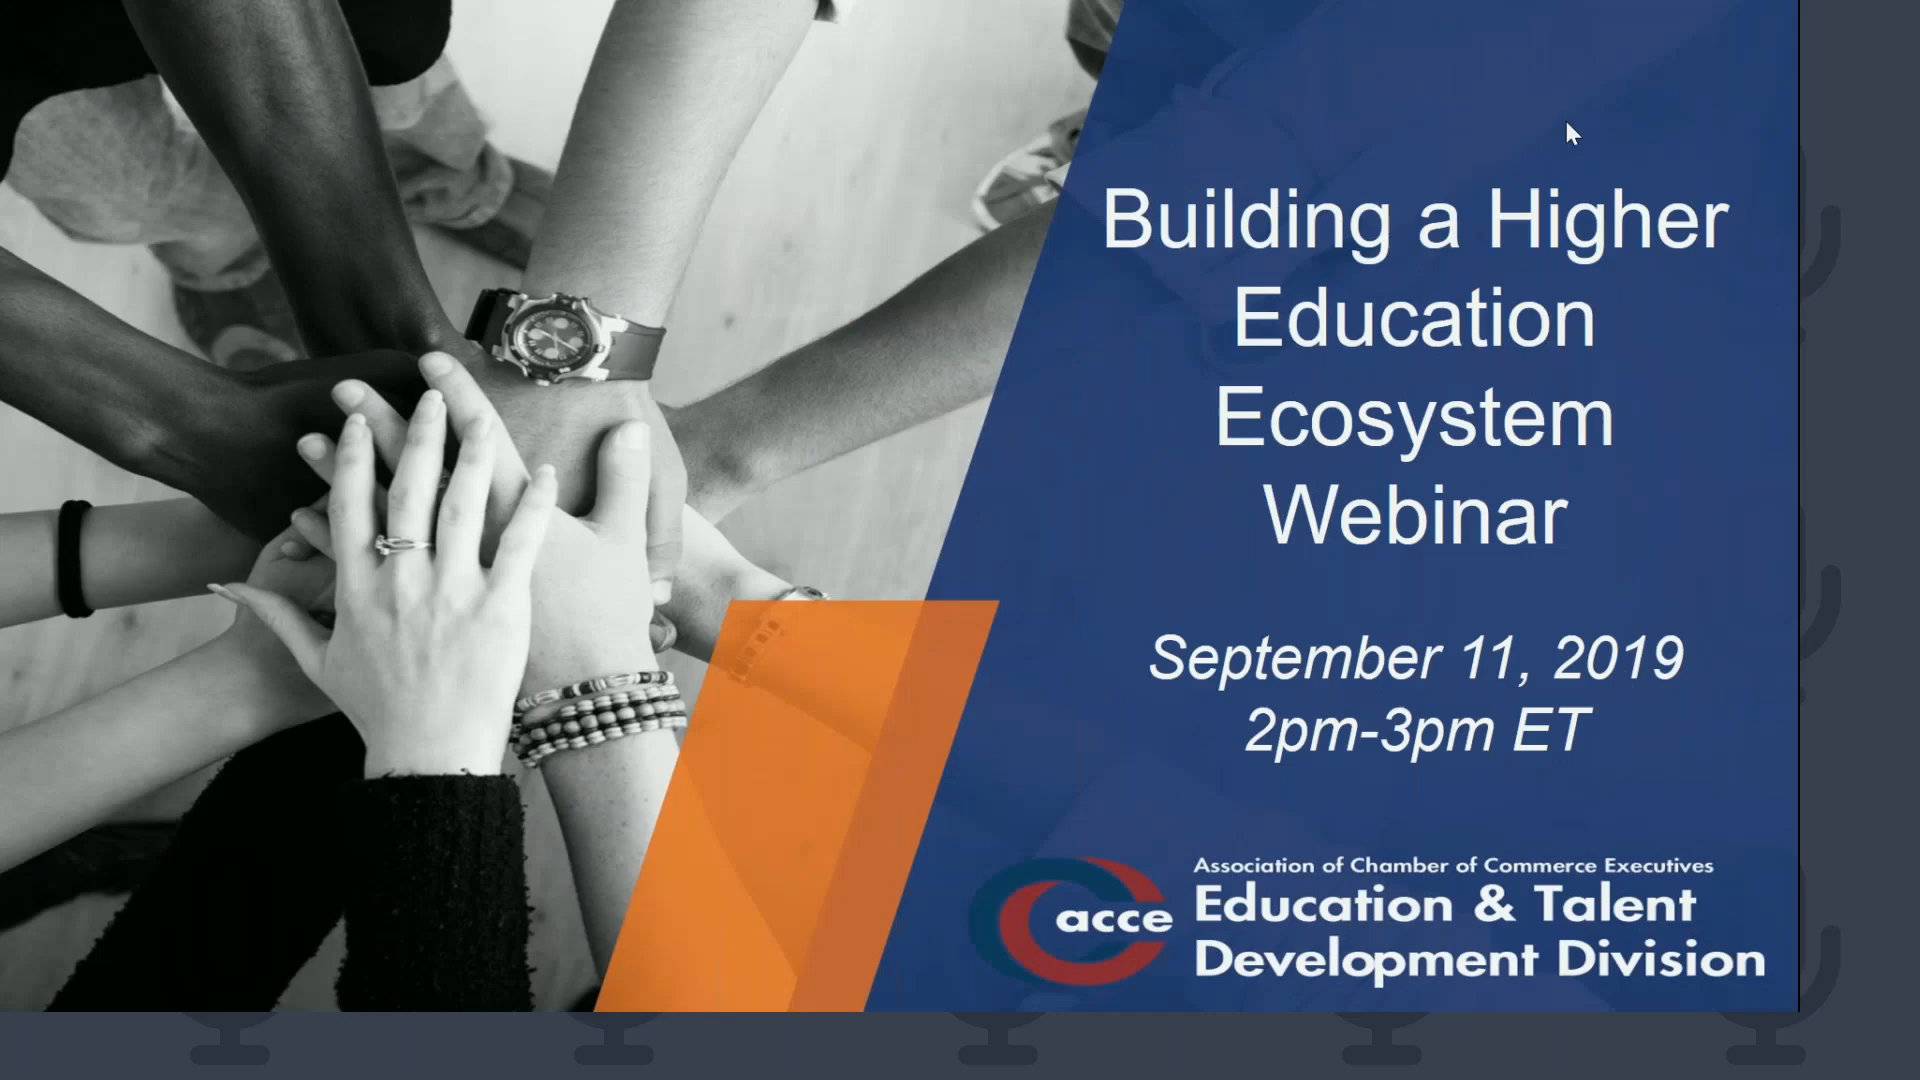 Building a Higher
Education
Ecosystem
Webinar
September 11, 2019
2pm-3pm ET
acce
Association of Chamber of Commerce Executives
Education & Talent
Development Division